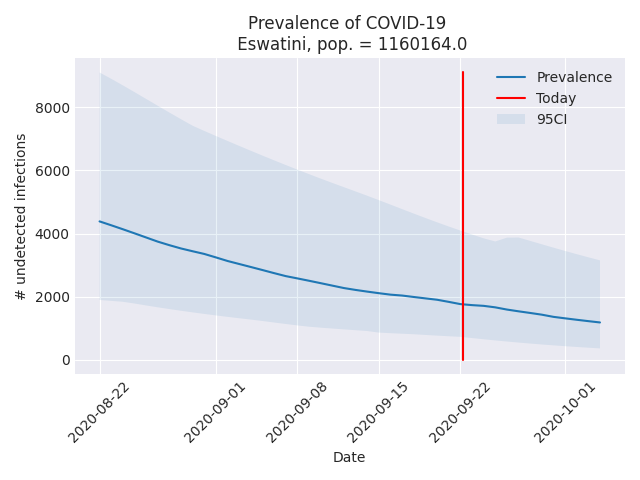 Prevalence of COVID-19
Eswatini, pop. = 1160164.0
Prevalence
Today
95CI
# undetected infections
8000
6000
4000
2000
0
2020-08-22
2020-09-01
2020-09-08
2020-09-15
2020-09-22
2020-10-01
Date